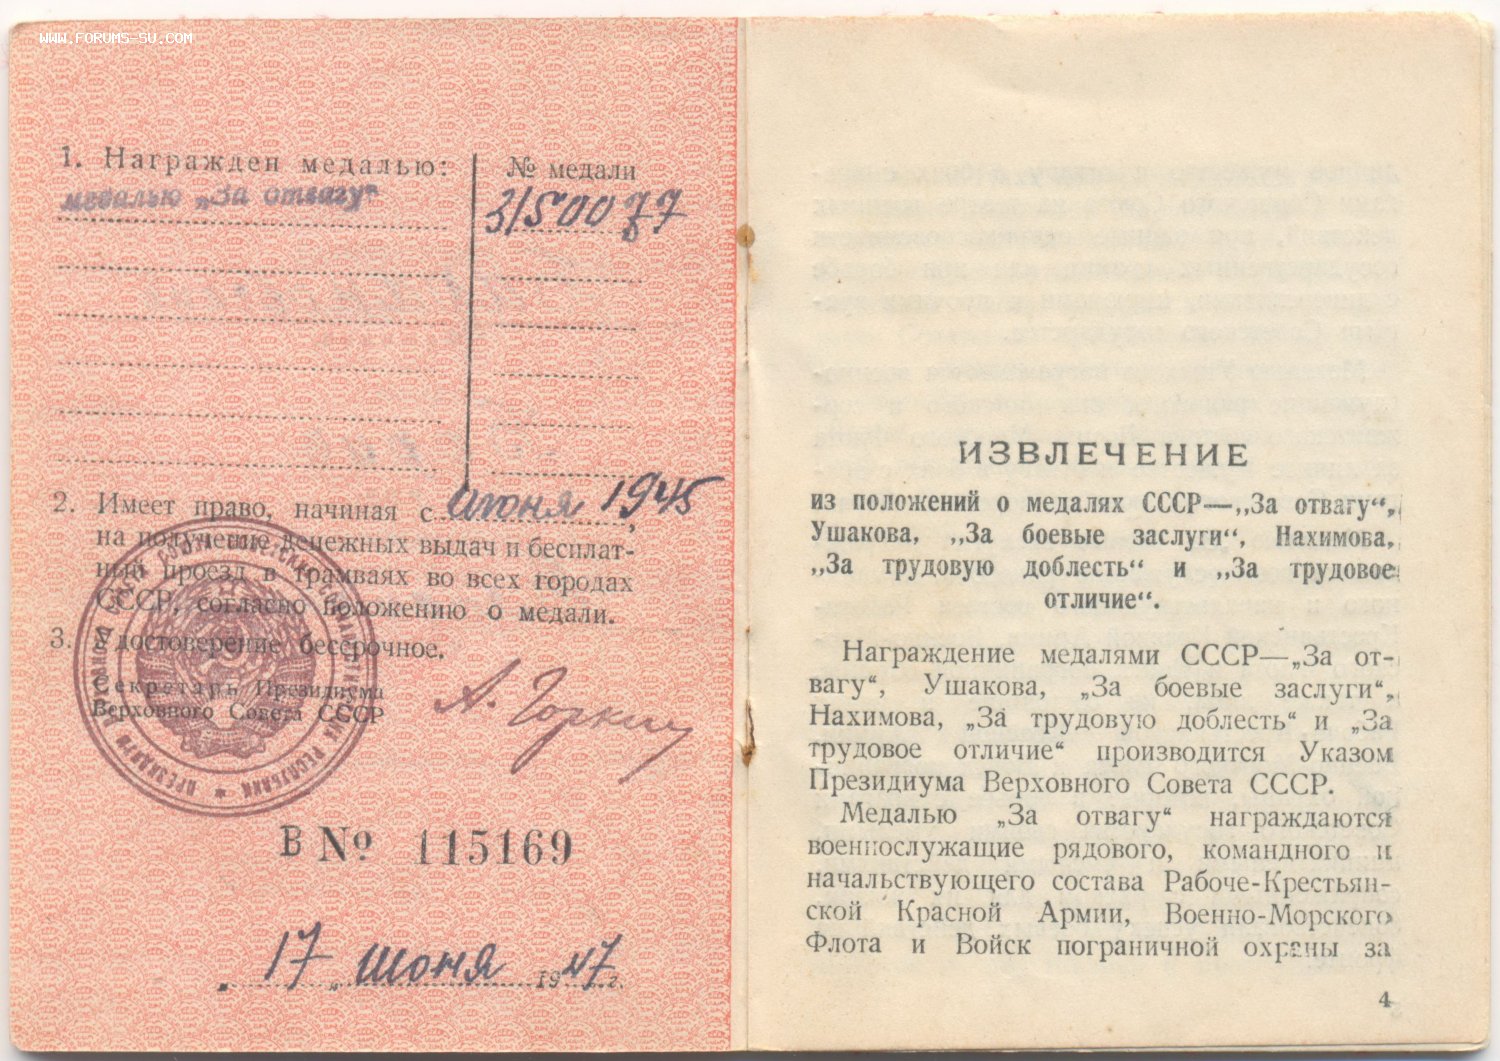 www.forums-su.com
1. Награжден медалью:
медалью „За отвагу“
№ медали
3150077
2. Имеет право, начиная с июня 1945,
на получение денежных выдач и бесплат-
ный проезд в трамваях во всех городах
СССР, согласно положению о медали.
3. Удостоверение бессрочное.
Секретарь Президиума
Верховного Совета СССР
А. Горкин
В № 115169
17 июня 1947 г.
ИЗВЛЕЧЕНИЕ
из положений о медалях СССР—„За отвагу“,
Ушакова, „За боевые заслуги“, Нахимова,
„За трудовую доблесть“ и „За трудовое
отличие“.
Награждение медалями СССР—„За от-
вагу“, Ушакова, „За боевые заслуги“,
Нахимова, „За трудовую доблесть“ и „За
трудовое отличие“ производится Указом
Президиума Верховного Совета СССР.
Медалью „За отвагу“ награждаются
военнослужащие рядового, командного и
начальствующего состава Рабоче-Крестьян-
ской Красной Армии, Военно-Морского
Флота и Войск пограничной охраны за
4